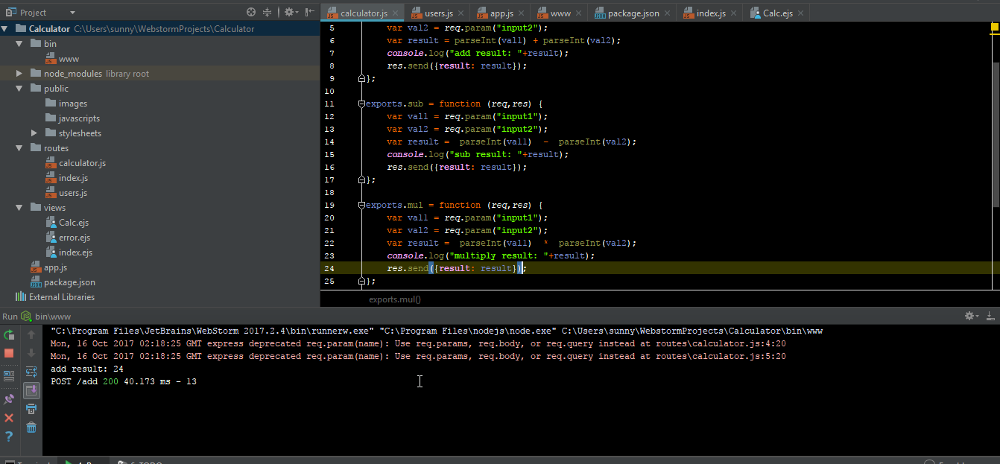 Project
calculator.js
users.js
app.js
www
package.json
index.js
Calc.ejs
Calculator C:\Users\sunny\WebstormProjects\Calculator
bin
www
node_modules library root
public
images
javascripts
stylesheets
routes
calculator.js
index.js
users.js
views
Calc.ejs
error.ejs
index.ejs
app.js
package.json
External Libraries
5 var val2 = req.param("input2");
6 var result = parseInt(val1) + parseInt(val2);
7 console.log("add result: "+result);
8 res.send({result: result});
9 };
10
11 exports.sub = function (req,res) {
12 var val1 = req.param("input1");
13 var val2 = req.param("input2");
14 var result =  parseInt(val1)  -  parseInt(val2);
15 console.log("sub result: "+result);
16 res.send({result: result});
17 };
18
19 exports.mul = function (req,res) {
20 var val1 = req.param("input1");
21 var val2 = req.param("input2");
22 var result =  parseInt(val1)  *  parseInt(val2);
23 console.log("multiply result: "+result);
24 res.send({result: result});
25 };
exports.mul()
Run bin\www
"C:\Program Files\JetBrains\WebStorm 2017.2.4\bin\runnerw.exe" "C:\Program Files\nodejs\node.exe" C:\Users\sunny\WebstormProjects\Calculator\bin\www
Mon, 16 Oct 2017 02:18:25 GMT express deprecated req.param(name): Use req.params, req.body, or req.query instead at routes\calculator.js:4:20
Mon, 16 Oct 2017 02:18:25 GMT express deprecated req.param(name): Use req.params, req.body, or req.query instead at routes\calculator.js:5:20
add result: 24
POST /add 200 40.173 ms - 13